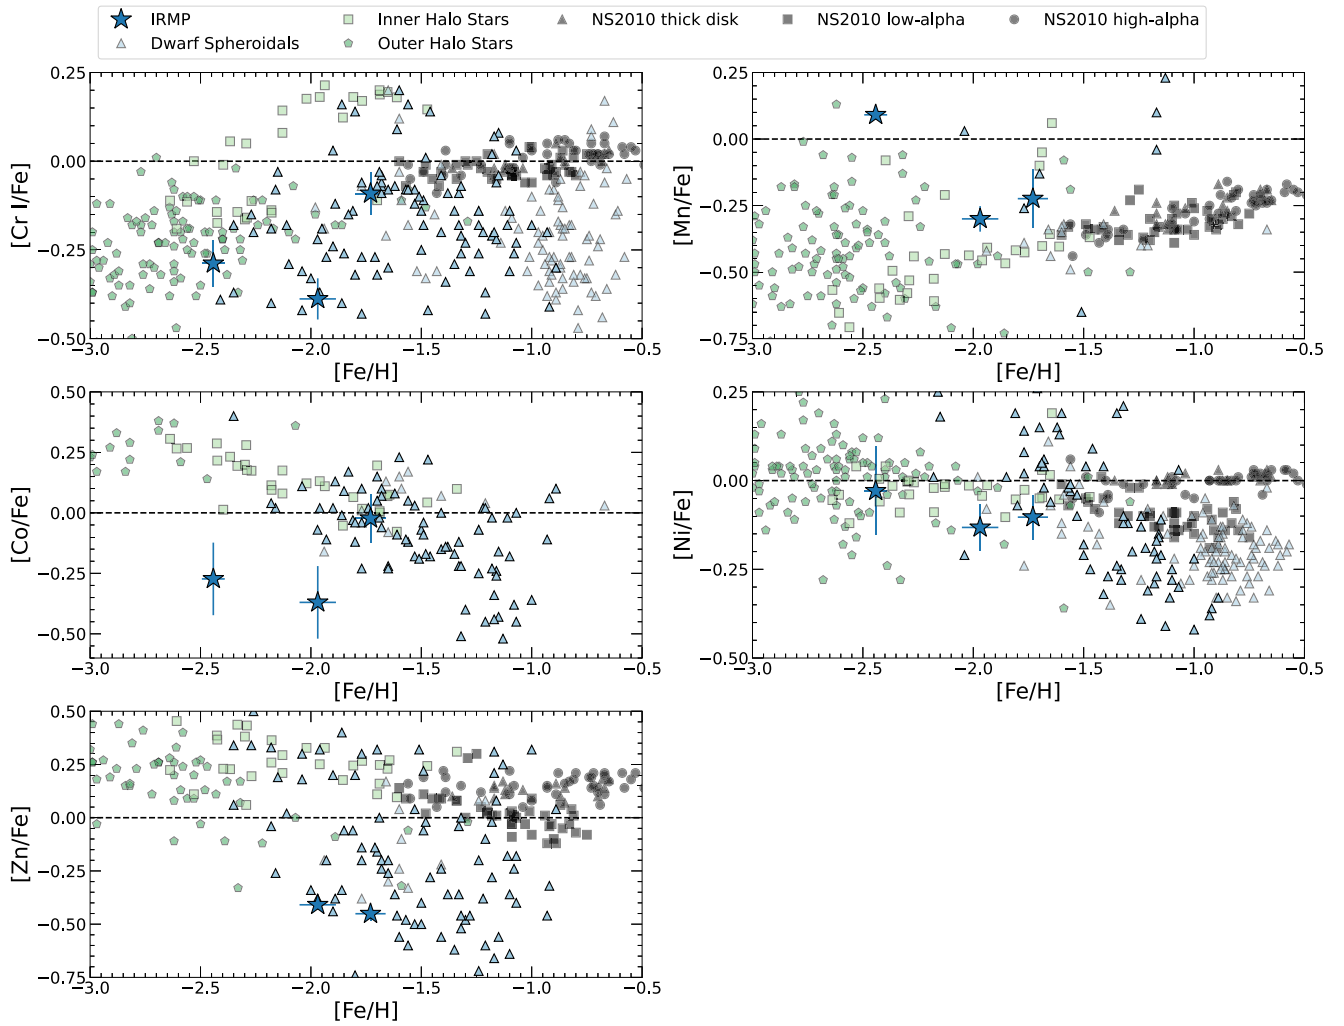 IRMP
Dwarf Spheroidals
Inner Halo Stars
Outer Halo Stars
NS2010 thick disk
NS2010 low-alpha
NS2010 high-alpha
0.25
0.00
−0.25
−0.50
[Cr I/Fe]
−3.0 −2.5 −2.0 −1.5 −1.0 −0.5
[Fe/H]
0.25
0.00
−0.25
−0.50
−0.75
[Mn/Fe]
−3.0 −2.5 −2.0 −1.5 −1.0 −0.5
[Fe/H]
0.50
0.25
0.00
−0.25
−0.50
[Co/Fe]
−3.0 −2.5 −2.0 −1.5 −1.0 −0.5
[Fe/H]
0.25
0.00
−0.25
−0.50
[Ni/Fe]
−3.0 −2.5 −2.0 −1.5 −1.0 −0.5
[Fe/H]
0.50
0.25
0.00
−0.25
−0.50
−0.75
[Zn/Fe]
−3.0 −2.5 −2.0 −1.5 −1.0 −0.5
[Fe/H]